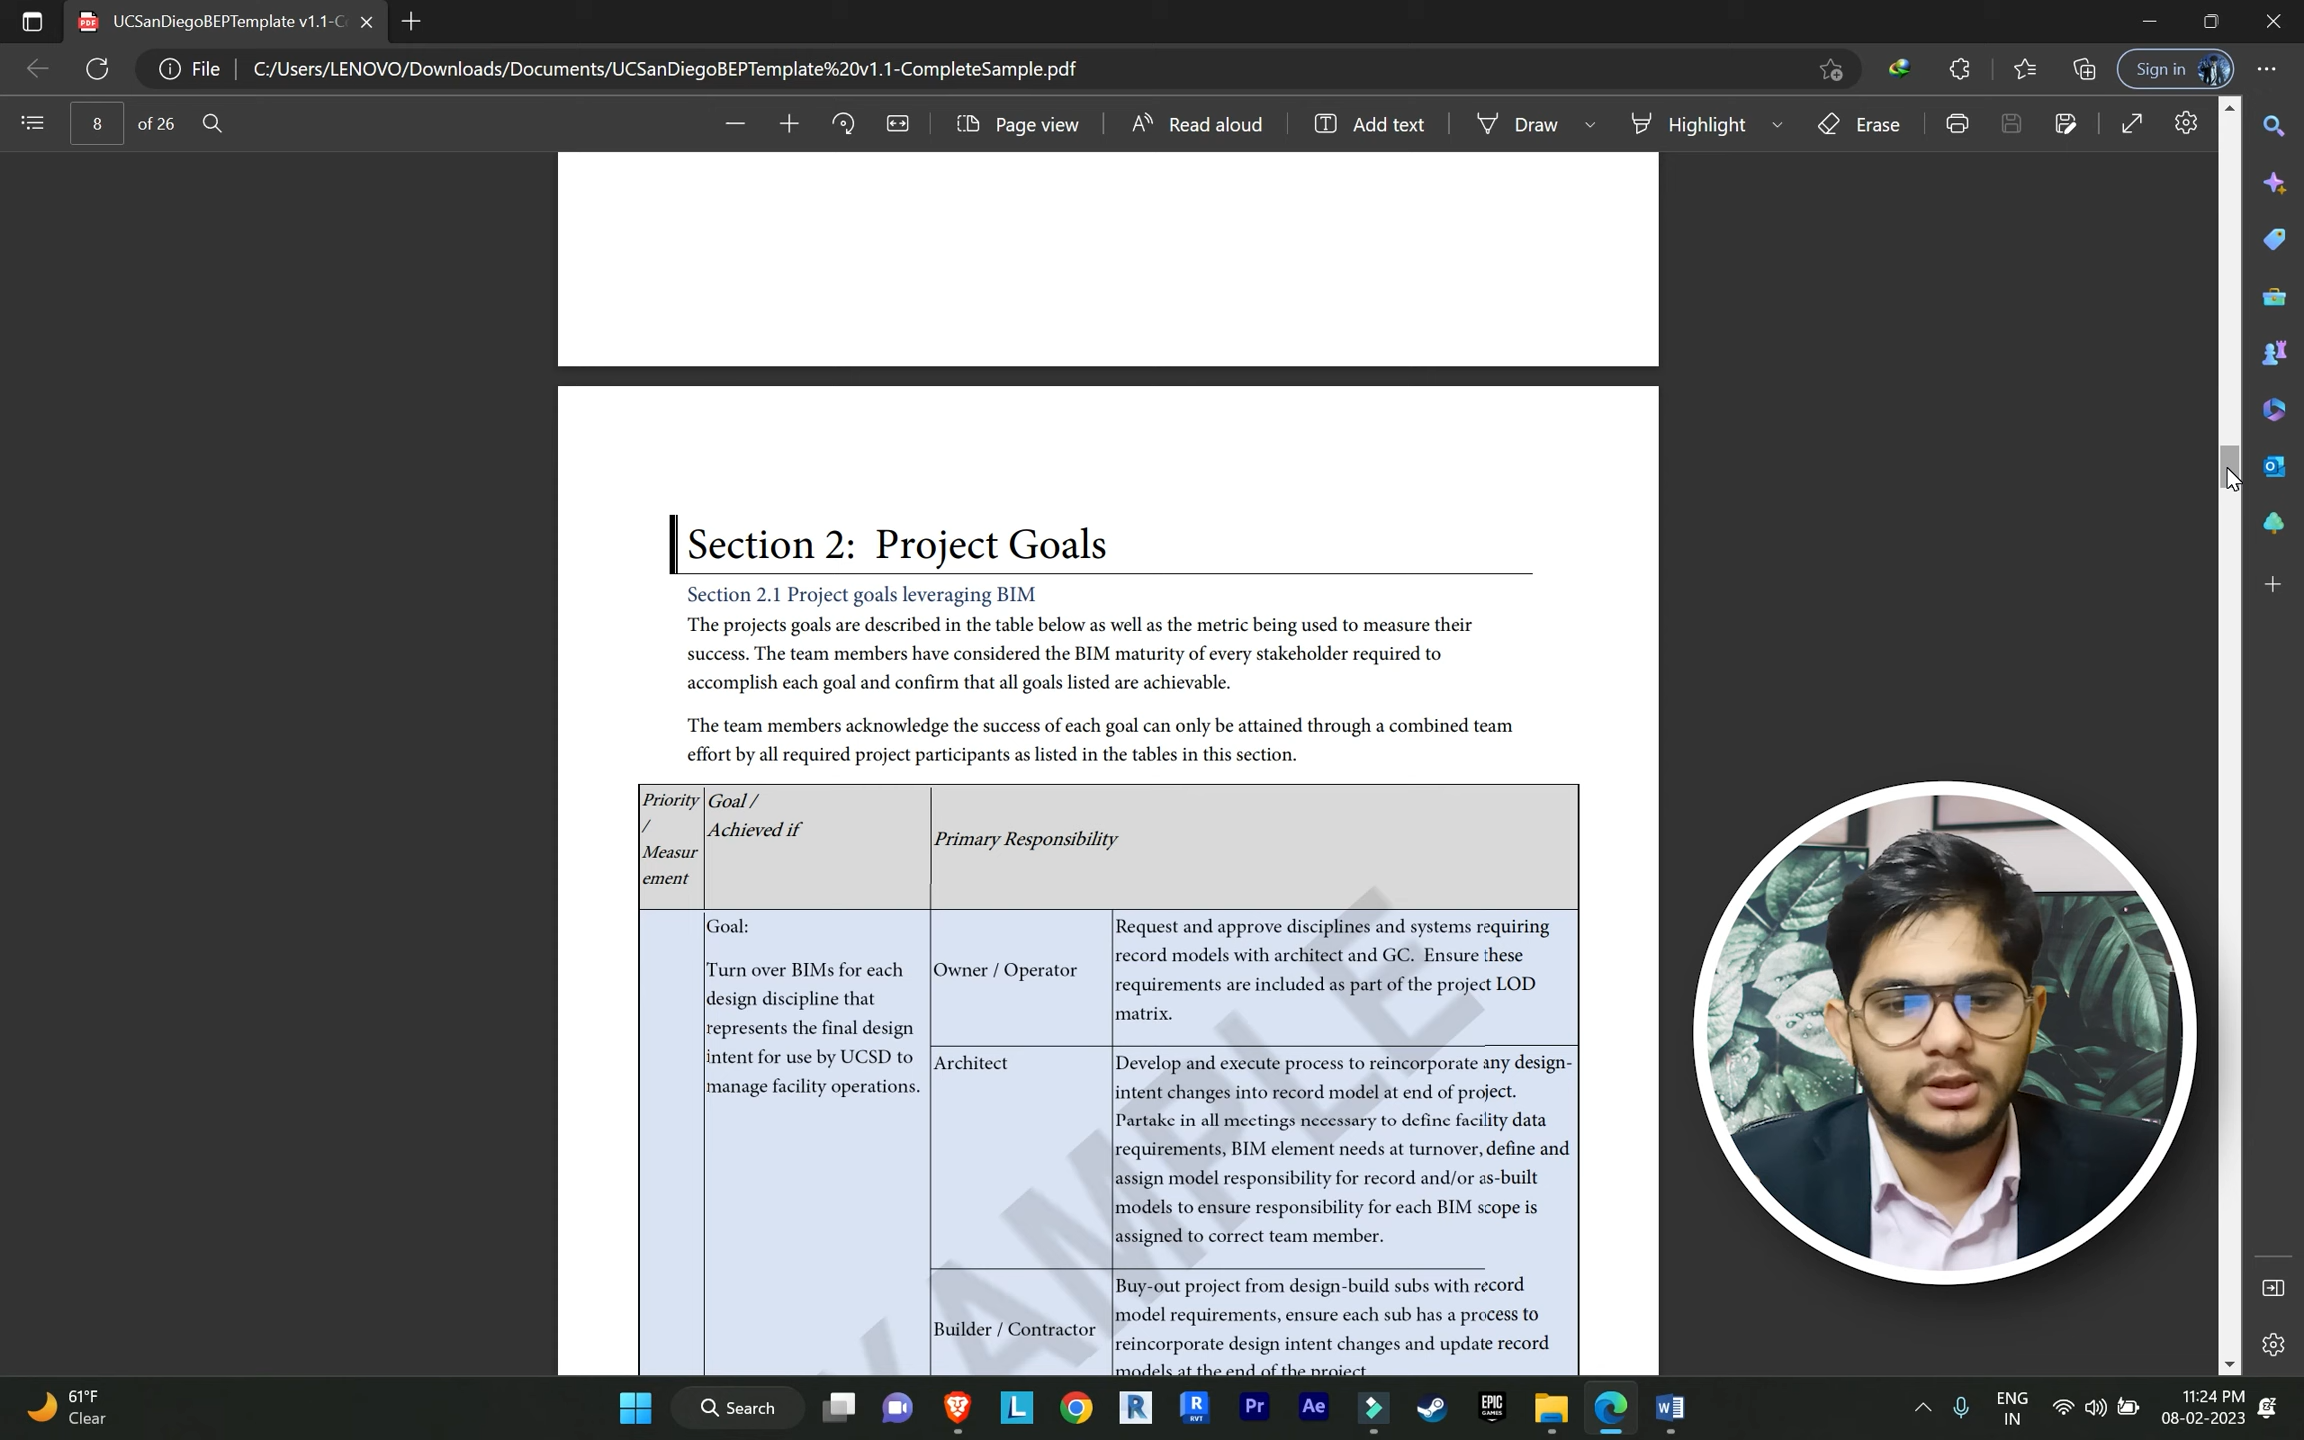 UCSanDiegoBEPTemplate v1.1-C
File
C:/Users/LENOVO/Downloads/Documents/UCSanDiegoBEPTemplate%20v1.1-CompleteSample.pdf
Sign in
8
of 26
Page view
Read aloud
Add text
Draw
Highlight
Erase
Section 2: Project Goals
Section 2.1 Project goals leveraging BIM
The projects goals are described in the table below as well as the metric being used to measure their
success. The team members have considered the BIM maturity of every stakeholder required to
accomplish each goal and confirm that all goals listed are achievable.
The team members acknowledge the success of each goal can only be attained through a combined team
effort by all required project participants as listed in the tables in this section.
Priority
/
Measur
ement
Goal /
Achieved if
Primary Responsibility
Goal:
Turn over BIMs for each
design discipline that
represents the final design
intent for use by UCSD to
manage facility operations.
Owner / Operator
Request and approve disciplines and systems requiring
record models with architect and GC. Ensure these
requirements are included as part of the project LOD
matrix.
Architect
Develop and execute process to reincorporate any design-
intent changes into record model at end of project.
Partake in all meetings necessary to define facility data
requirements, BIM element needs at turnover, define and
assign model responsibility for record and/or as-built
models to ensure responsibility for each BIM scope is
assigned to correct team member.
Builder / Contractor
Buy-out project from design-build subs with record
model requirements, ensure each sub has a process to
reincorporate design intent changes and update record
models at the end of the project
XAMPLE
61°F
Clear
Search
L
R
R
RVT
Pr
Ae
EPIC
GAMES
W
ENG
IN
11:24 PM
08-02-2023